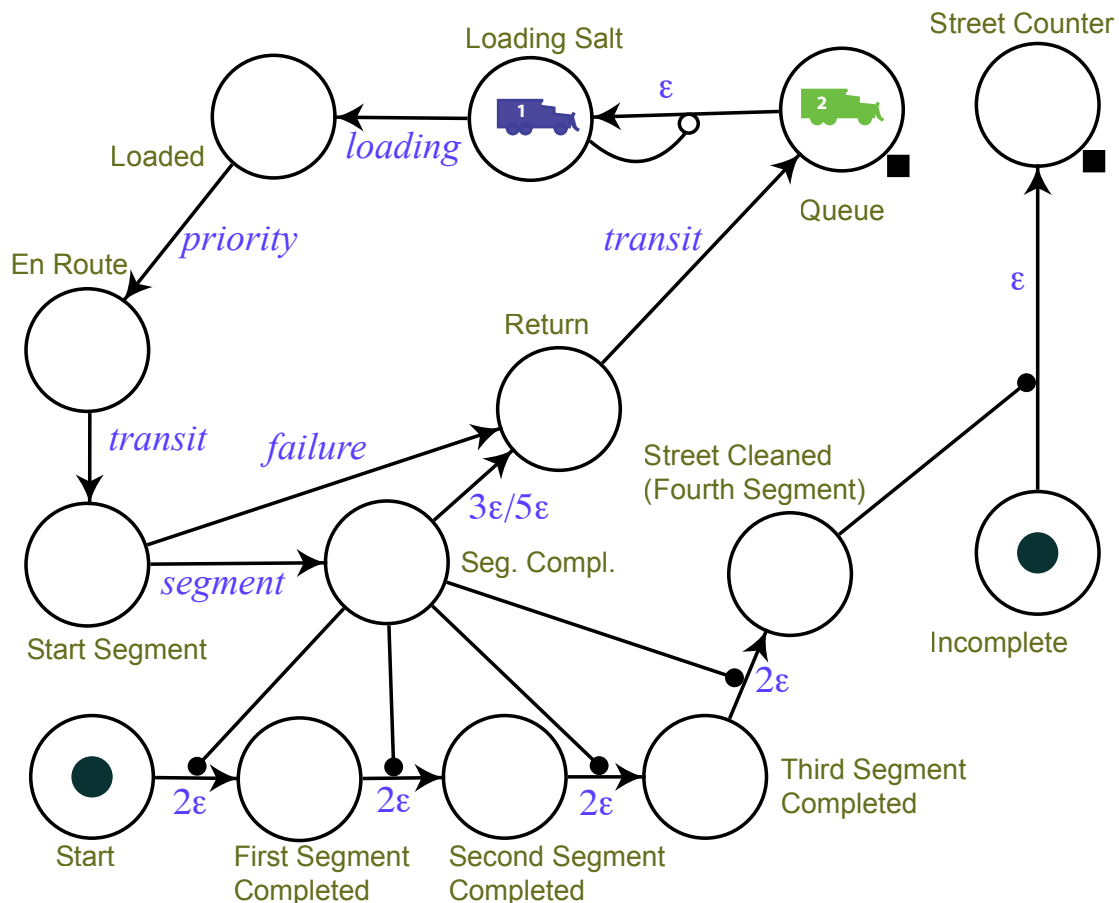 Street Counter
Loading Salt
ε
1
2
Loaded
loading
Queue
priority
transit
En Route
ε
Return
transit
failure
Street Cleaned
(Fourth Segment)
3ε/5ε
segment
Seg. Compl.
Start Segment
Incomplete
2ε
Third Segment
Completed
2ε
2ε
2ε
Start
First Segment
Completed
Second Segment
Completed